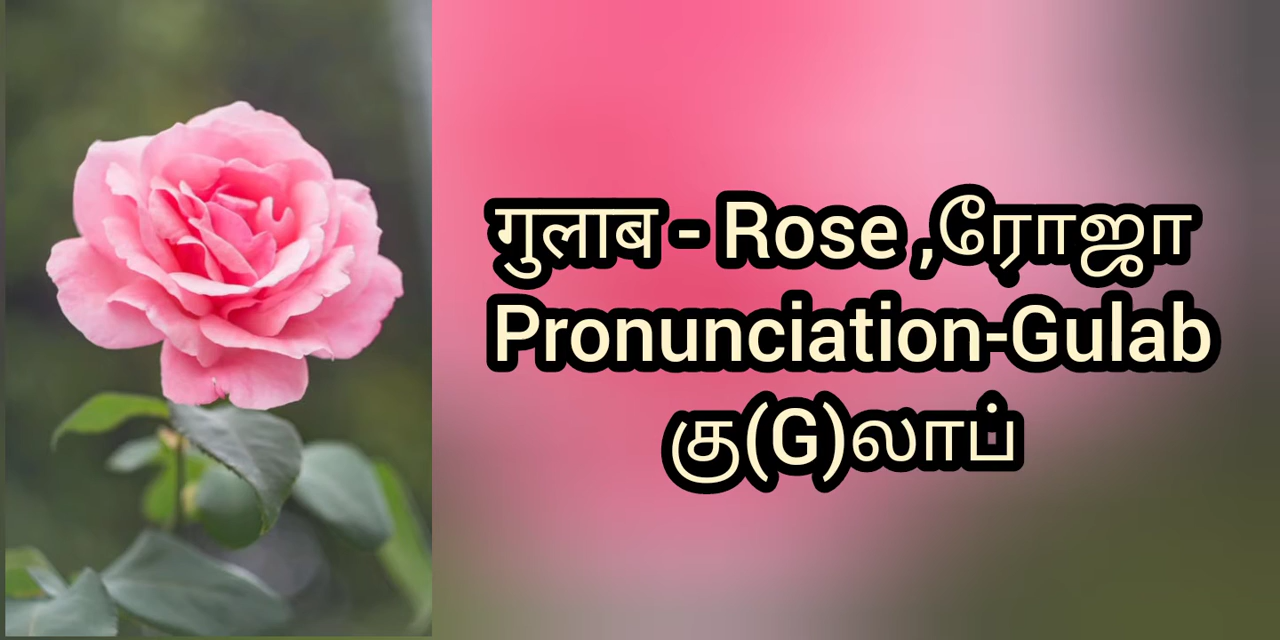 गुलाब - Rose ,ரோஜா
Pronunciation-Gulab
கு(G)லாப்